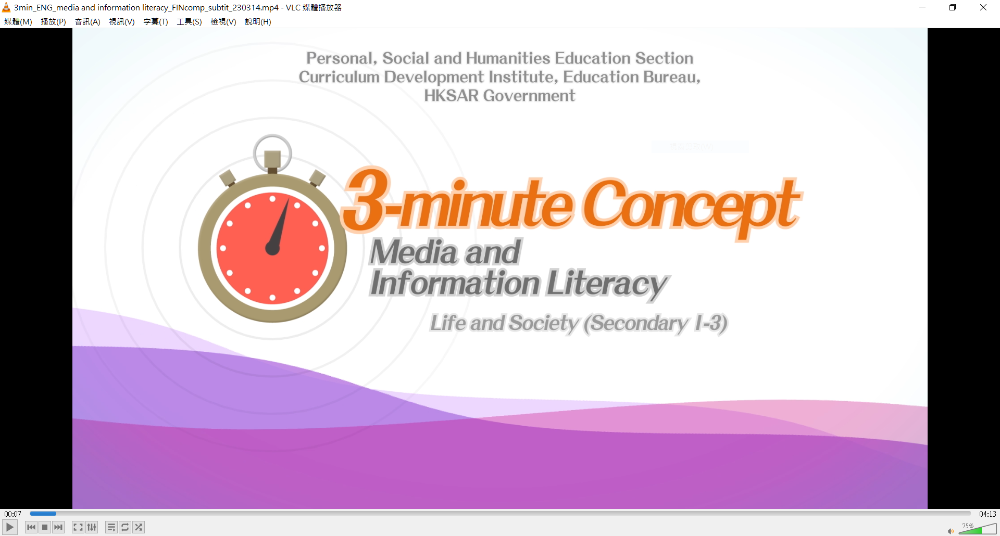 3min_ENG_media and information literacy_FINcomp_subtit_230314.mp4 - VLC 媒體播放器
媒體(M) 播放(P) 音訊(A) 視訊(V) 字幕(T) 工具(S) 檢視(V) 說明(H)
Personal, Social and Humanities Education Section
Curriculum Development Institute, Education Bureau,
HKSAR Government
3-minute Concept
Media and
Information Literacy
Life and Society (Secondary 1-3)
00:07
04:13
75%